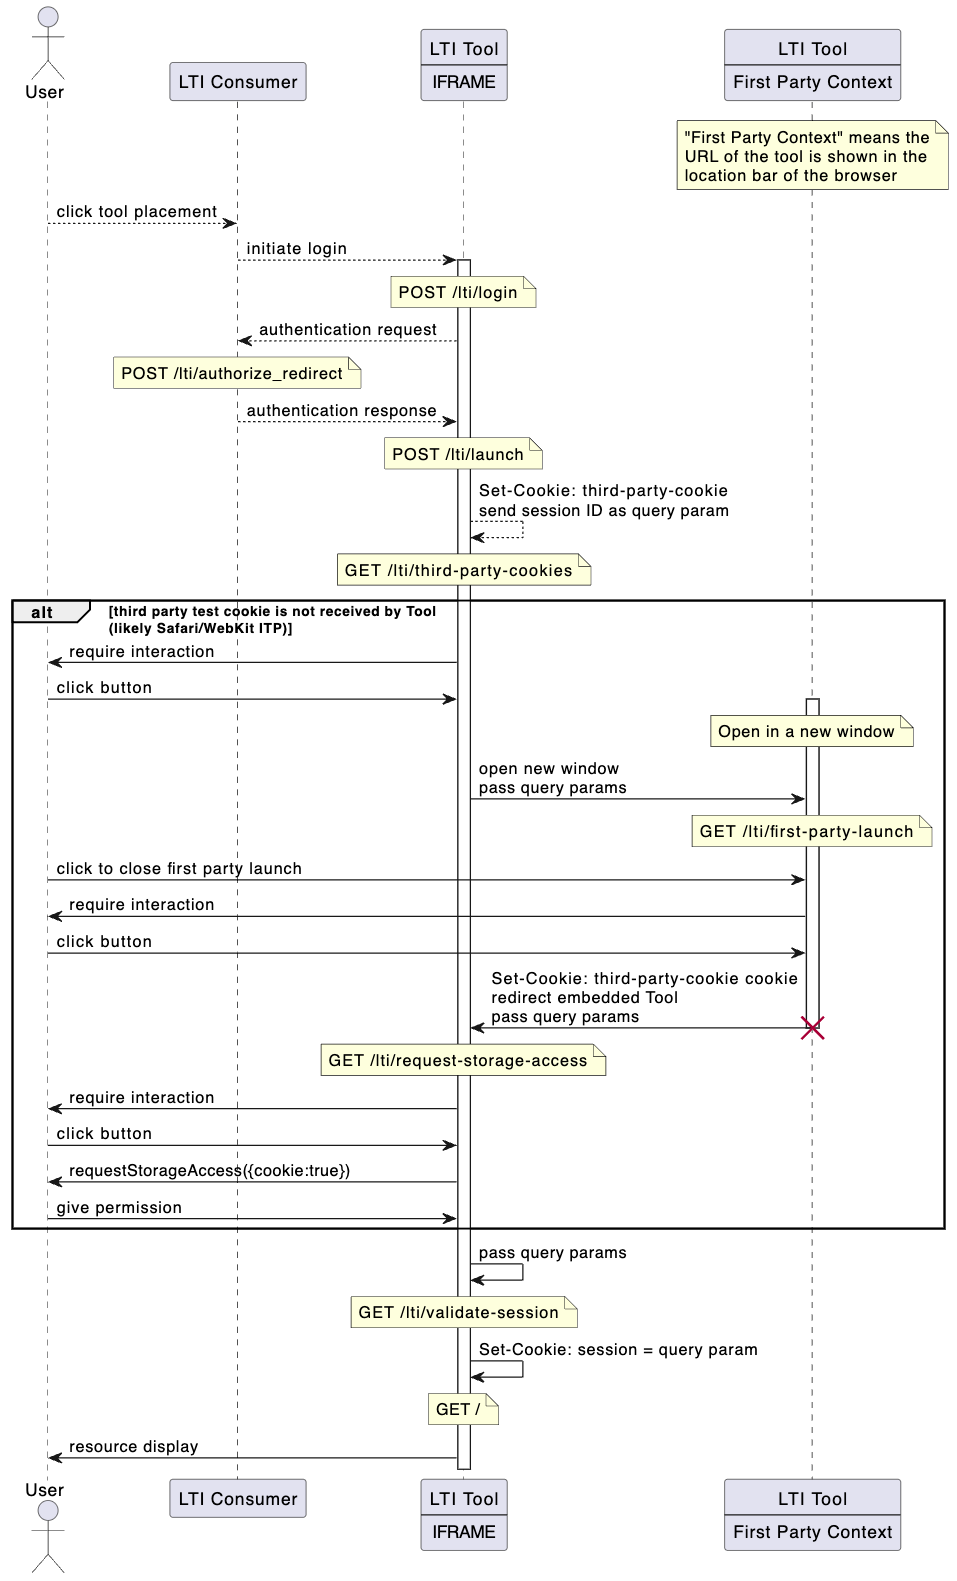 User
LTI Consumer
LTI Tool
IFRAME
LTI Tool
First Party Context
"First Party Context" means the
URL of the tool is shown in the
location bar of the browser
click tool placement
initiate login
POST /lti/login
authentication request
POST /lti/authorize_redirect
authentication response
POST /lti/launch
Set-Cookie: third-party-cookie
send session ID as query param
GET /lti/third-party-cookies
alt
[third party test cookie is not received by Tool
(likely Safari/WebKit ITP)]
require interaction
click button
Open in a new window
open new window
pass query params
GET /lti/first-party-launch
click to close first party launch
require interaction
click button
Set-Cookie: third-party-cookie cookie
redirect embedded Tool
pass query params
GET /lti/request-storage-access
require interaction
click button
requestStorageAccess({cookie:true})
give permission
pass query params
GET /lti/validate-session
Set-Cookie: session = query param
GET /
resource display
User
LTI Consumer
LTI Tool
IFRAME
LTI Tool
First Party Context